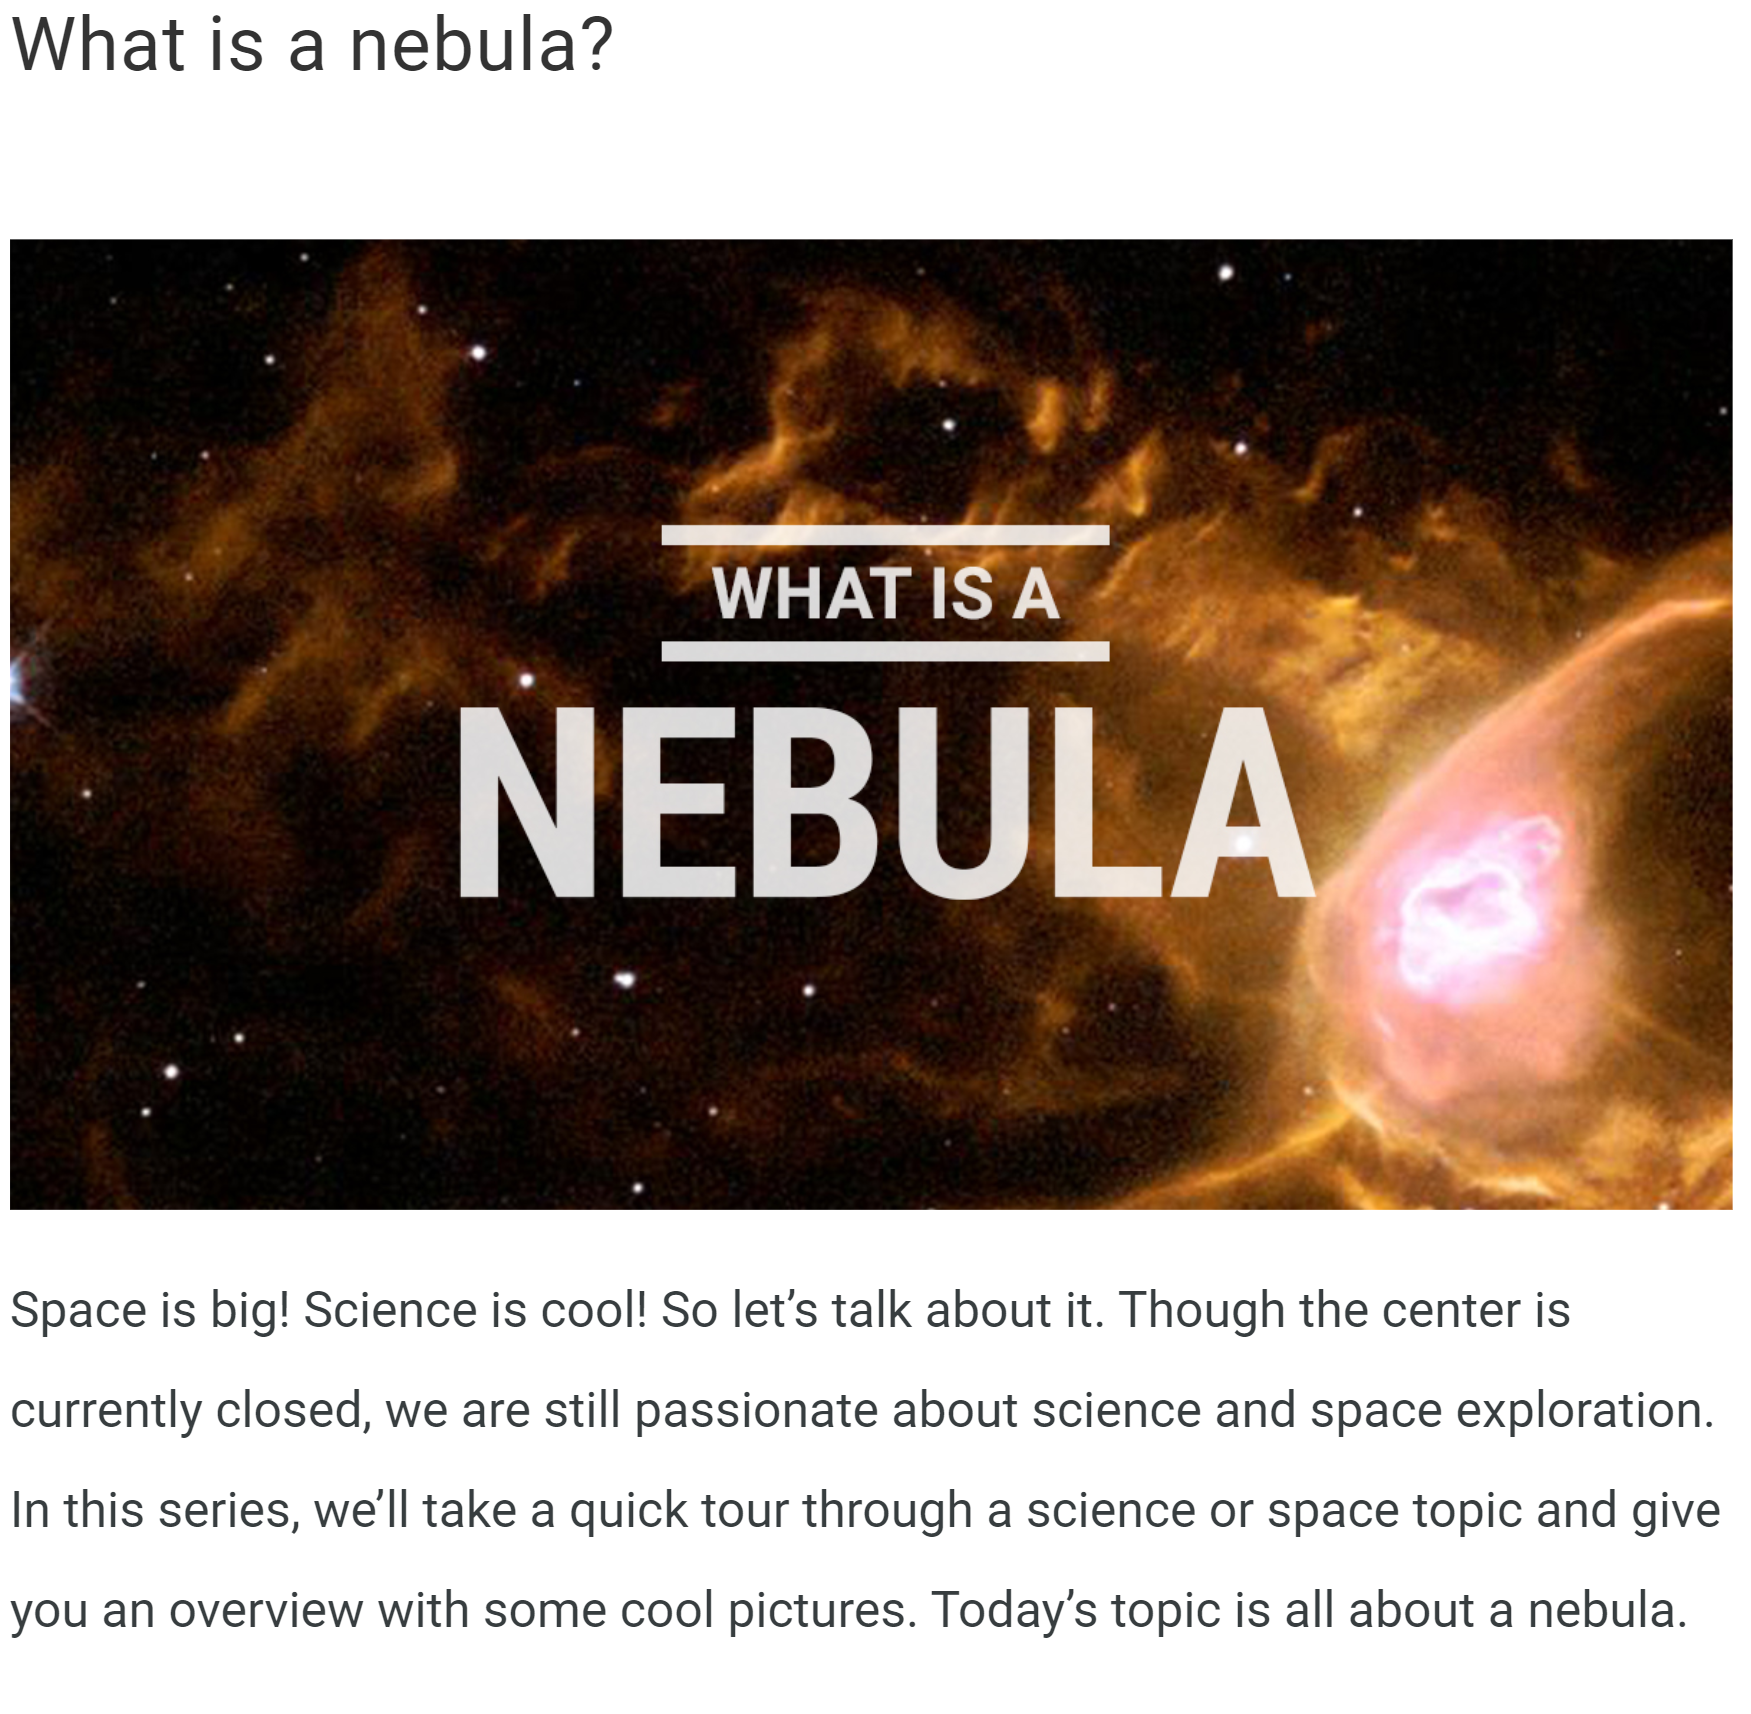 What is a nebula?
WHAT IS A
NEBULA
Space is big! Science is cool! So let’s talk about it. Though the center is
currently closed, we are still passionate about science and space exploration.
In this series, we’ll take a quick tour through a science or space topic and give
you an overview with some cool pictures. Today’s topic is all about a nebula.